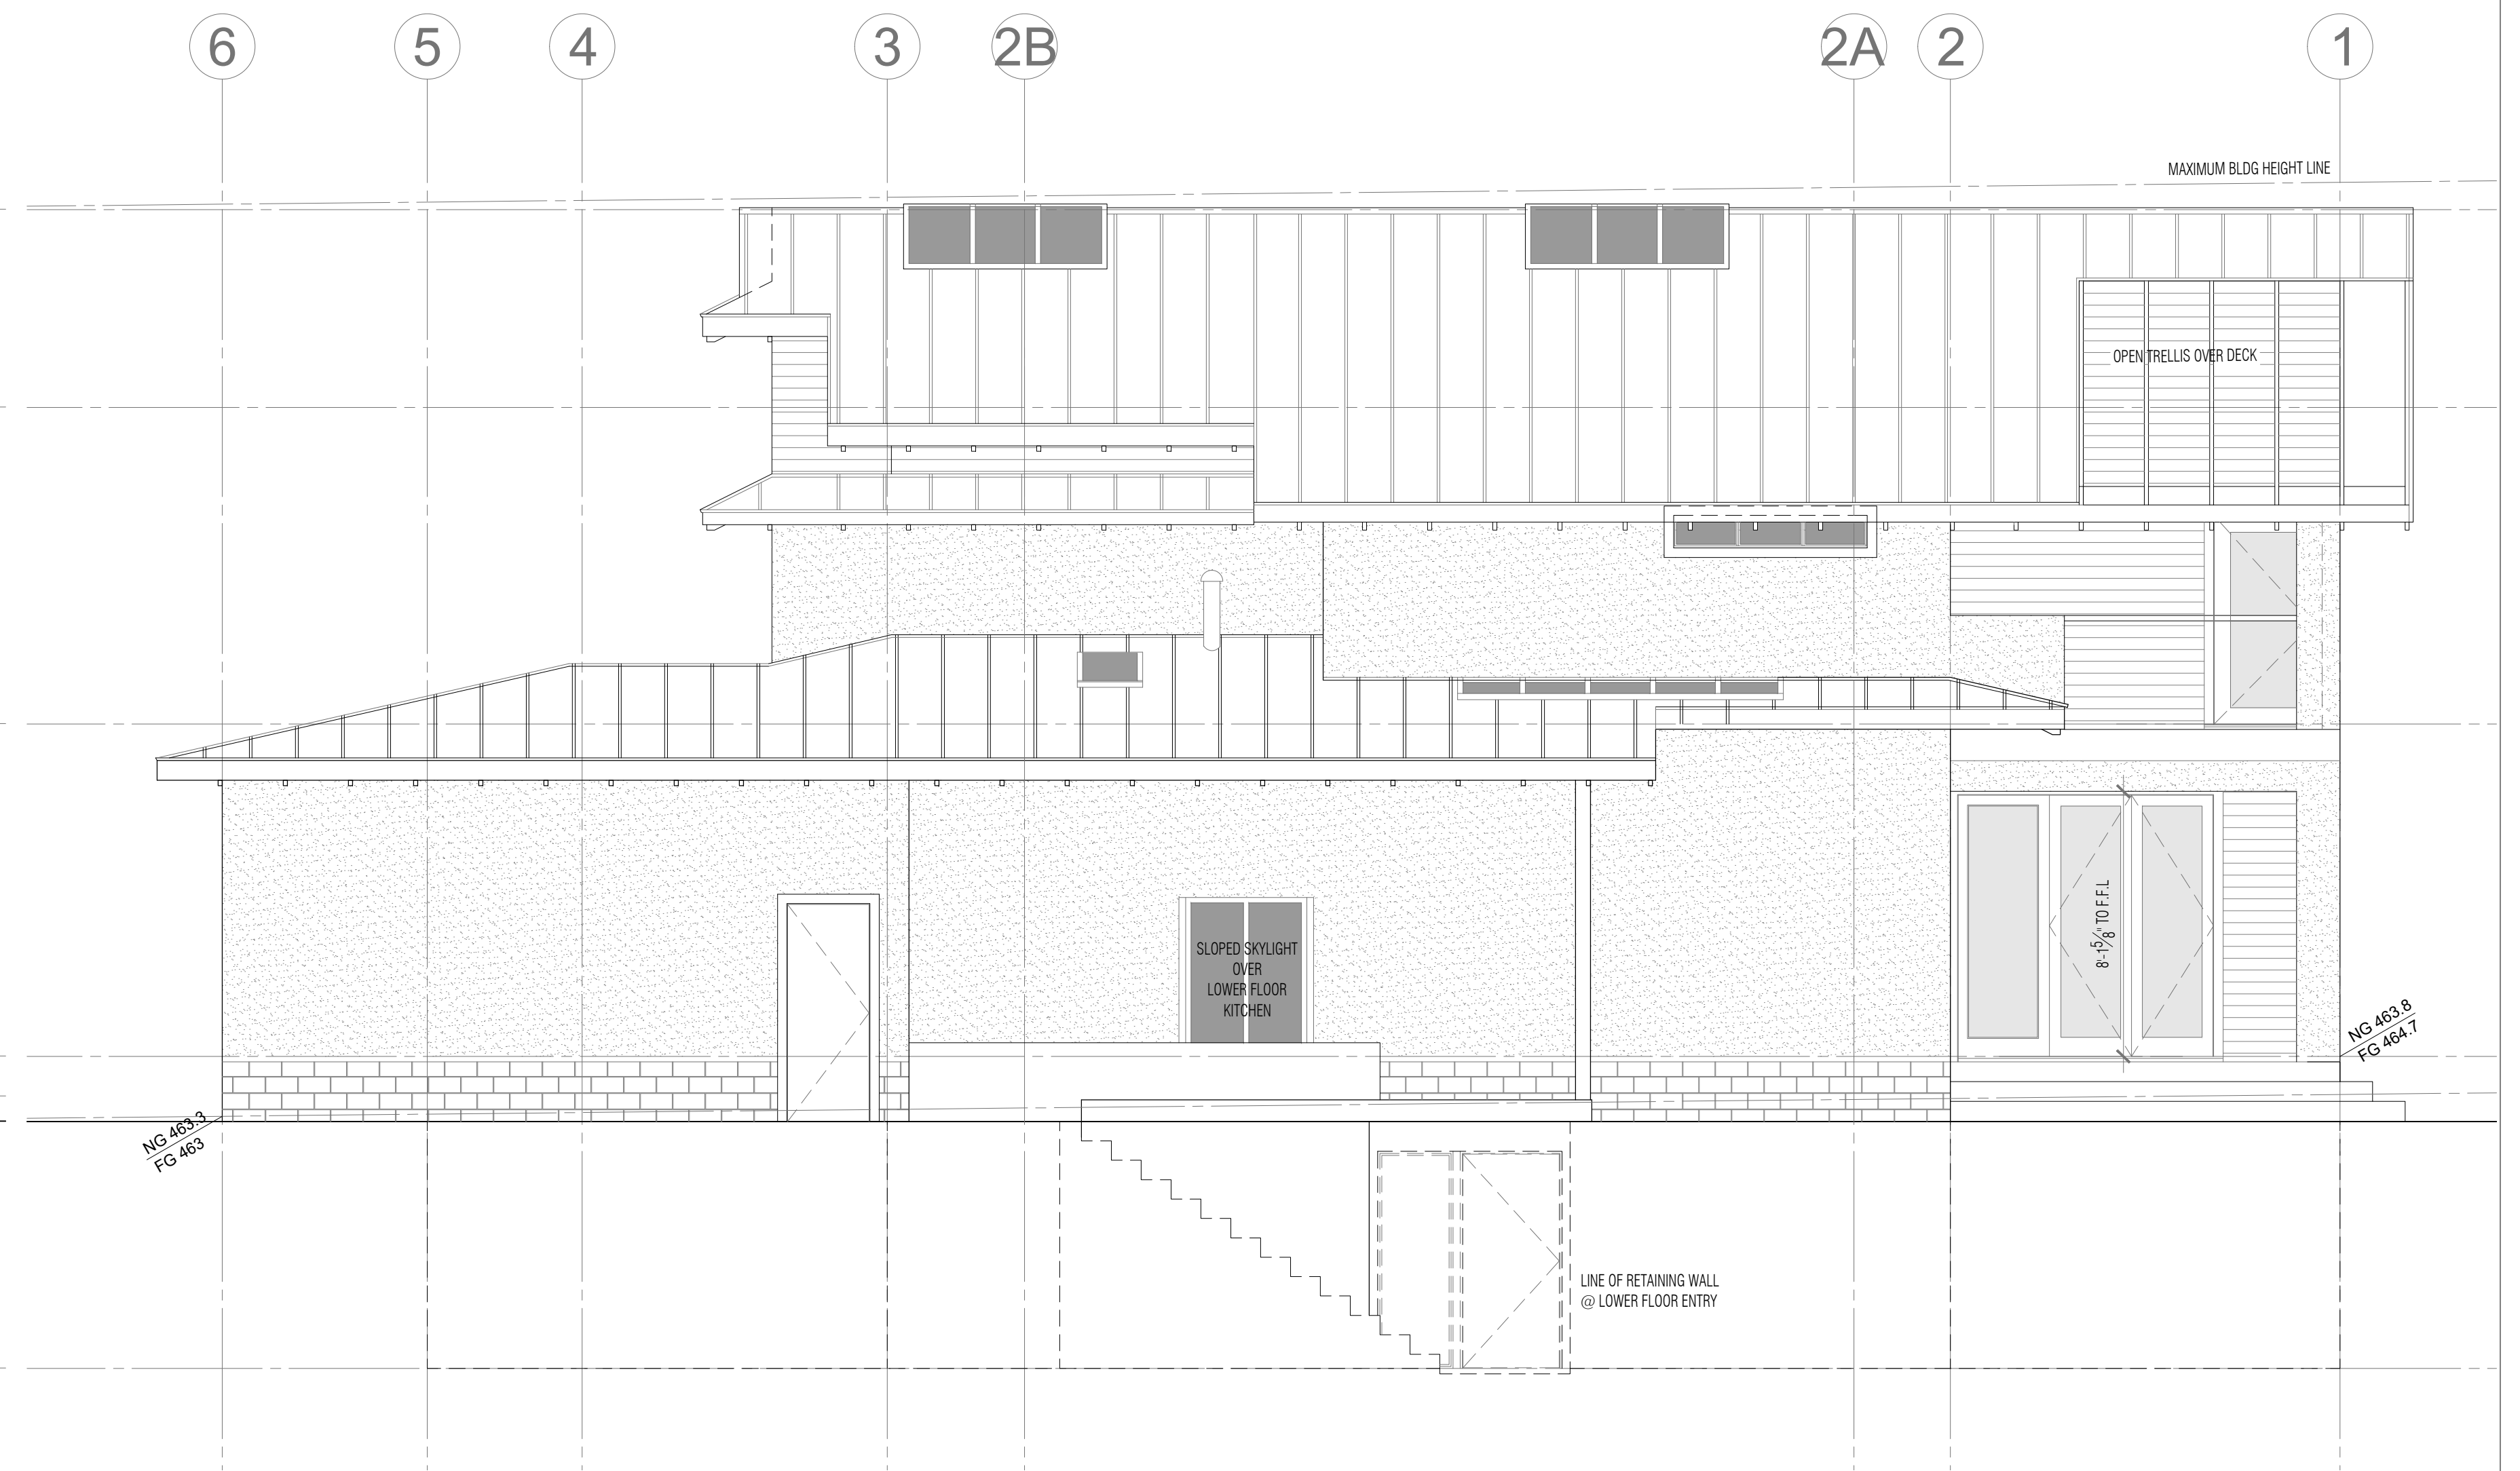 6 5 4 3 2B 2A 2 1
MAXIMUM BLDG HEIGHT LINE
OPEN TRELLIS OVER DECK
8'-1⅝" TO F.F.L
SLOPED SKYLIGHT
OVER
LOWER FLOOR
KITCHEN
NG 463.8
FG 464.7
NG 463.3
FG 463
LINE OF RETAINING WALL
@ LOWER FLOOR ENTRY